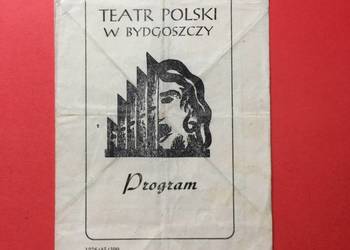 TEATR POLSKI
W BYDGOSZCZY
Program